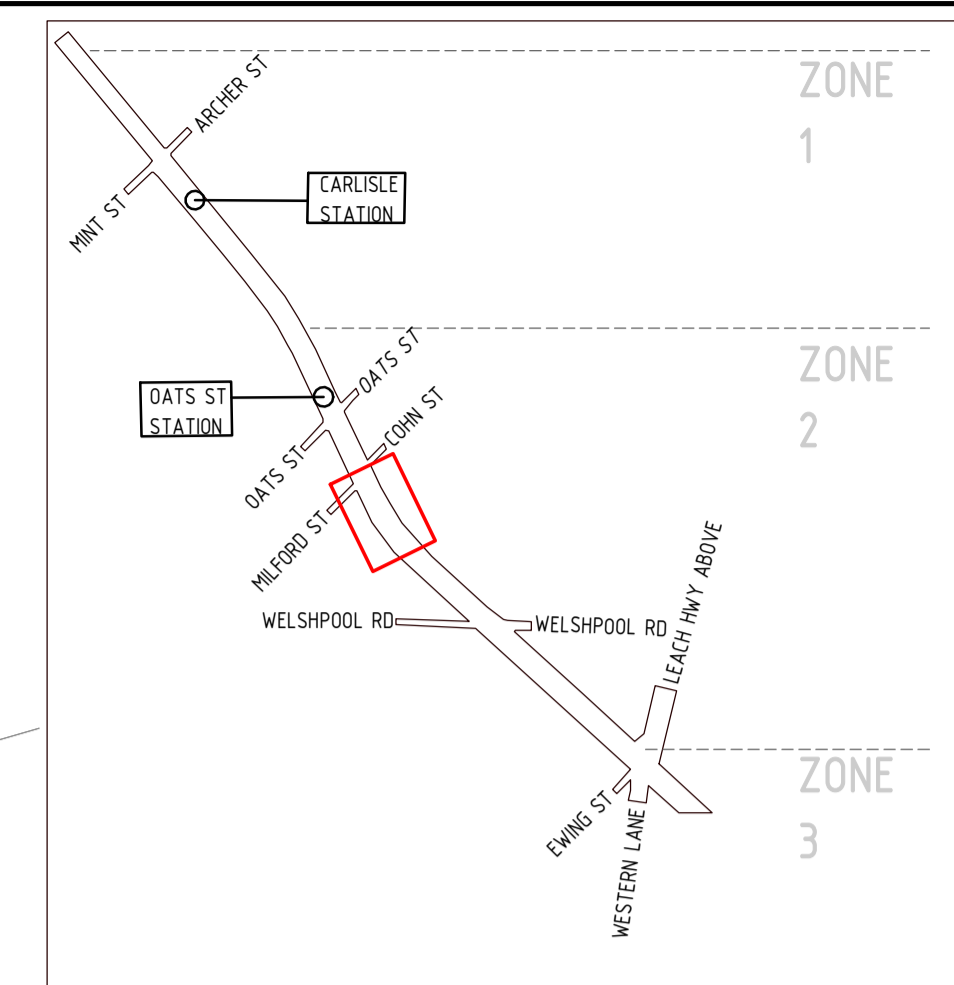 ZONE
1
ARCHER ST
CARLISLE
STATION
MINT ST
ZONE
2
OATS ST
OATS ST
STATION
COHN ST
OATS ST
MILFORD ST
WELSHPOOL RD
WELSHPOOL RD
LEACH HWY ABOVE
ZONE
3
EWING ST
WESTERN LANE